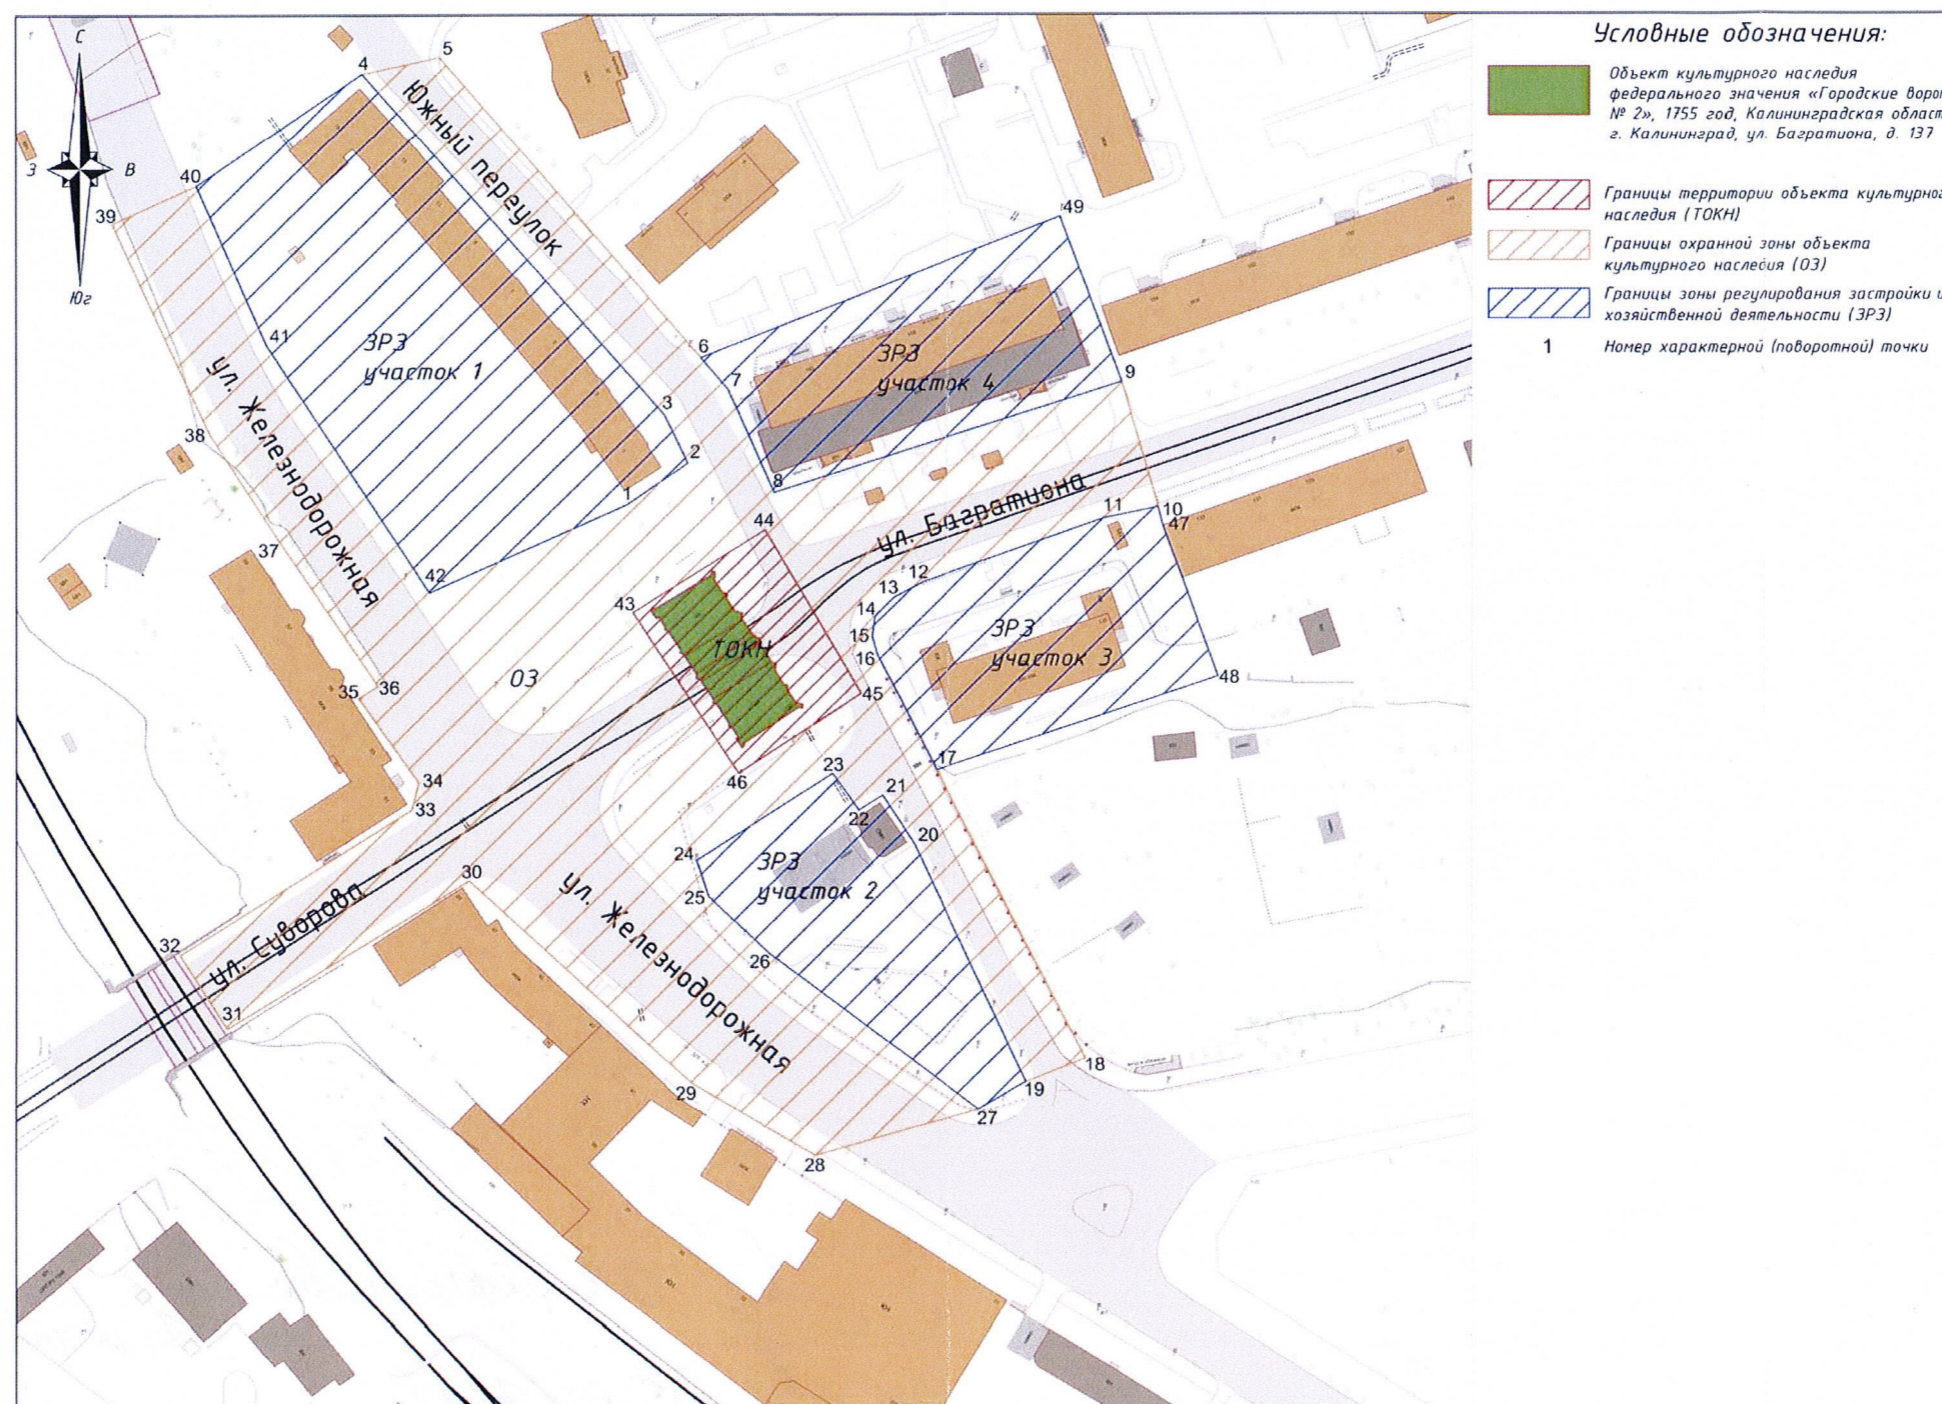 Условные обозначения:
Объект культурного наследия
федерального значения «Городские
№ 2», 1755 год, Калининградская
г. Калининград, ул. Багратиона, д. 137
Границы территории объекта
наследия (ТОКН)
Границы охранной зоны объекта
культурного наследия (ОЗ)
Границы зоны регулирования застройки и
хозяйственной деятельности (ЗРЗ)
1 Номер характерной (поворотной) точки
С
З
В
Юг
5
4
40
39
Южный переулок
49
41
6
ЗРЗ
участок 1
7
ЗРЗ
участок 4
9
3
38
ул. Железнодорожная
2
1
8
44
ул. Багратиона
11
10
47
37
42
43
12
13
14
15
16
ЗРЗ
участок 3
ТОКН
ОЗ
35
36
45
48
17
46
23
34
33
21
22
20
24
ЗРЗ
участок 2
25
30
ул. Суворова
ул. Железнодорожная
32
26
31
18
19
29
27
28